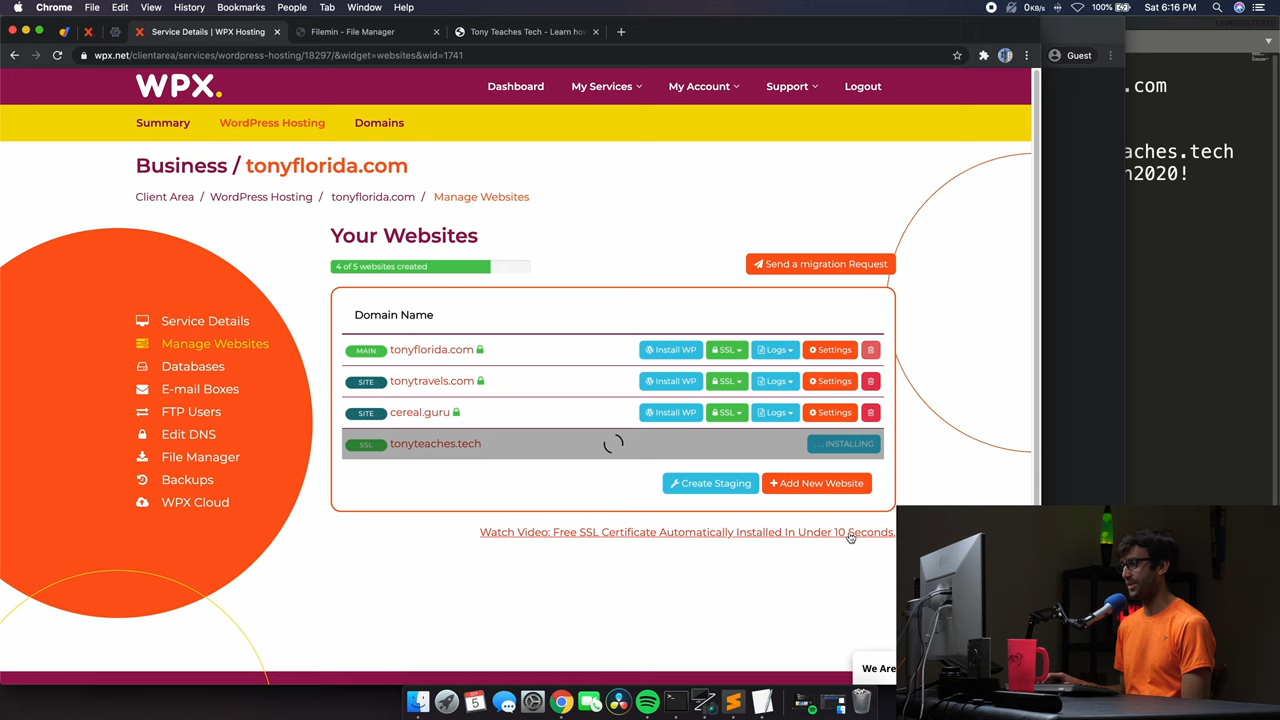 Chrome File Edit View History Bookmarks People Tab Window Help
0kB/s 100% Sun 6:16 PM
Service Details | WPX Hosting Filemin - File Manager Tony Teaches Tech - Learn how
wpx.net/clientarea/services/wordpress-hosting/18297/&widget=websites&wid=1741
Guest
WPX.
Dashboard My Services My Account Support Logout
.com
Summary WordPress Hosting Domains
aches.tech
2020!
Business / tonyflorida.com
Client Area / WordPress Hosting / tonyflorida.com / Manage Websites
Your Websites
4 of 5 websites created
Send a migration Request
Service Details
Manage Websites
Databases
E-mail Boxes
FTP Users
Edit DNS
File Manager
Backups
WPX Cloud
Domain Name
MAIN tonyflorida.com Install WP SSL Logs Settings
SITE tonytravels.com Install WP SSL Logs Settings
SITE cereal.guru Install WP SSL Logs Settings
SSL tonyteaches.tech ... INSTALLING
Create Staging Add New Website
Watch Video: Free SSL Certificate Automatically Installed In Under 10 Seconds.
We Are
5